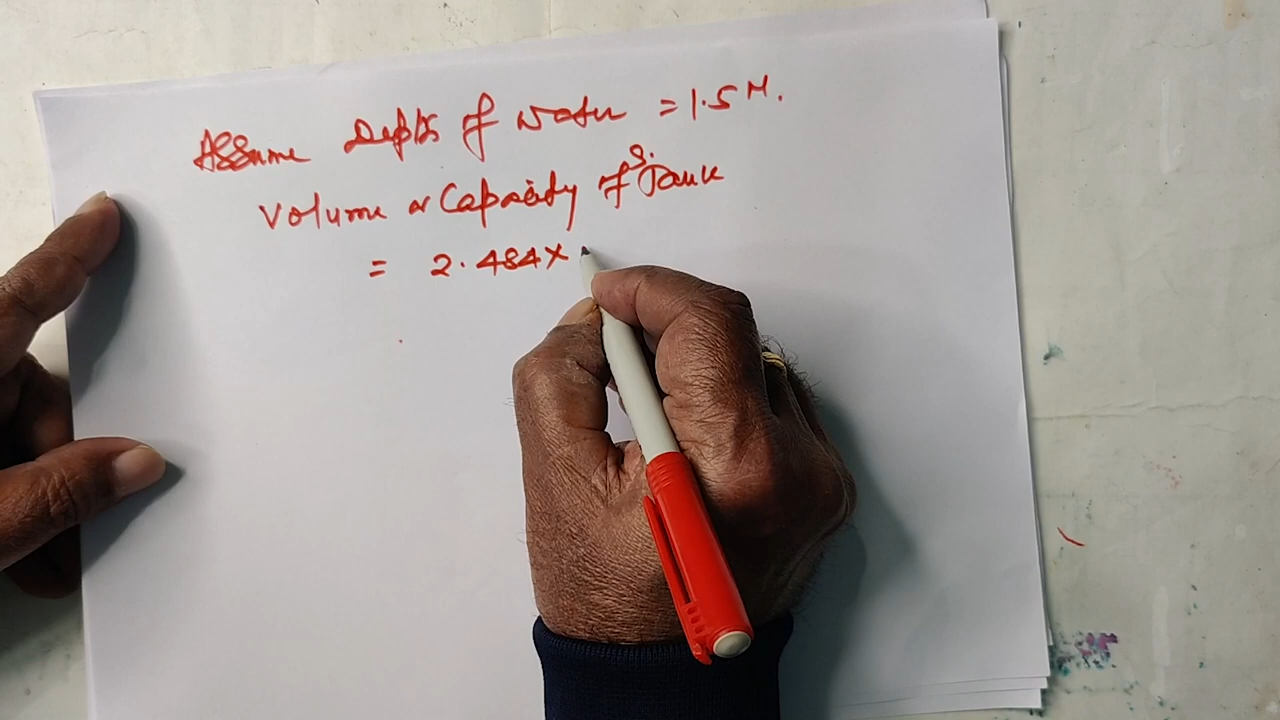 Assume Depth of Water = 1.5 M.
Volume or Capacity of S. Tank
= 2.484 X